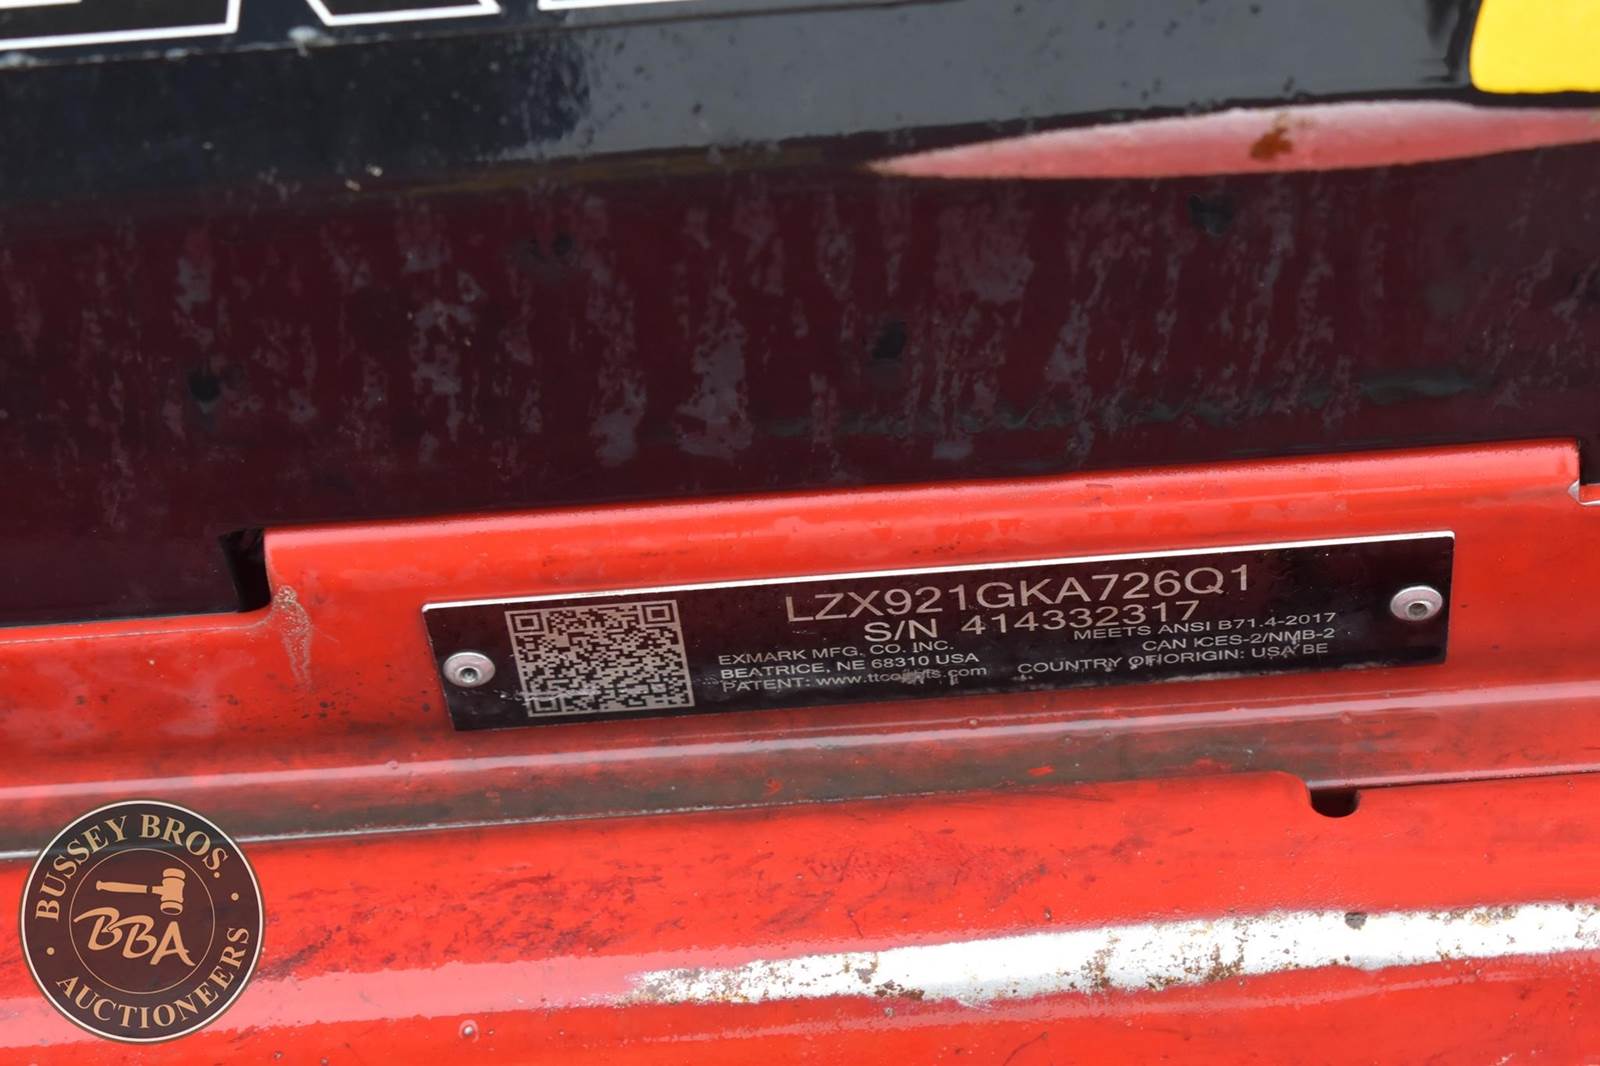 LZX921GKA726Q1
S/N 414332317
EXMARK MFG. CO. INC.
BEATRICE, NE 68310 USA
PATENT:
MEETS ANSI B71.4-2017
CAN ICES-2/NMB-2
COUNTRY OF ORIGIN: USA BE
BUSSEY BROS.
BBA
AUCTIONEERS